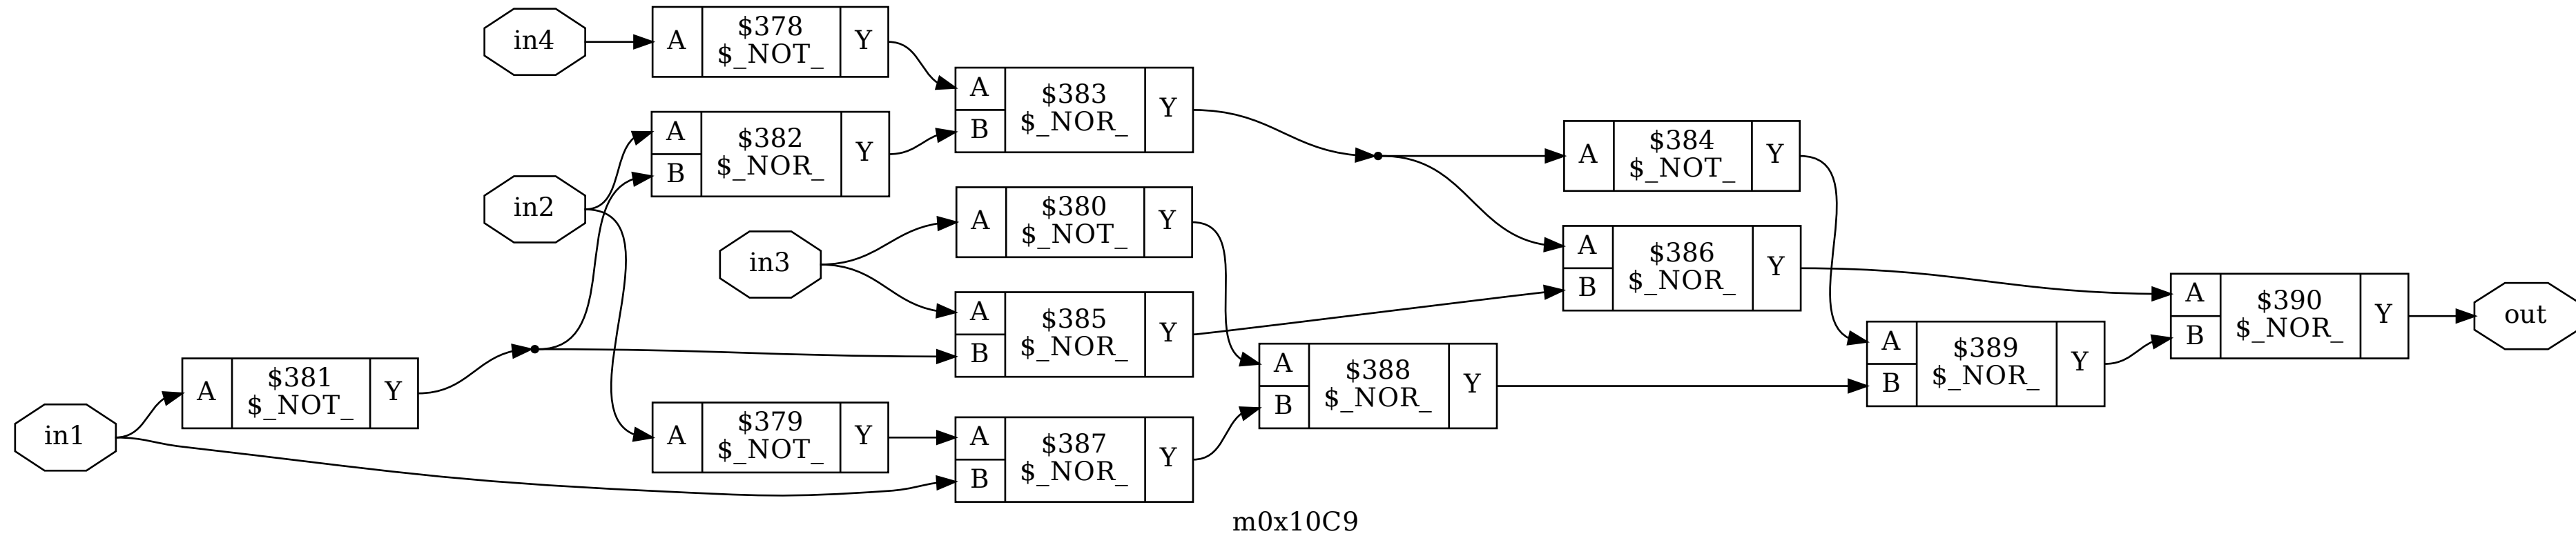 in4
A
$378
$_NOT_
Y
A
B
$383
$_NOR_
Y
A
B
$382
$_NOR_
Y
A
$384
$_NOT_
Y
in2
A
$380
$_NOT_
Y
in3
A
B
$386
$_NOR_
Y
A
B
$385
$_NOR_
Y
A
B
$390
$_NOR_
Y
out
A
B
$389
$_NOR_
Y
A
B
$388
$_NOR_
Y
A
$381
$_NOT_
Y
in1
A
$379
$_NOT_
Y
A
B
$387
$_NOR_
Y
m0x10C9